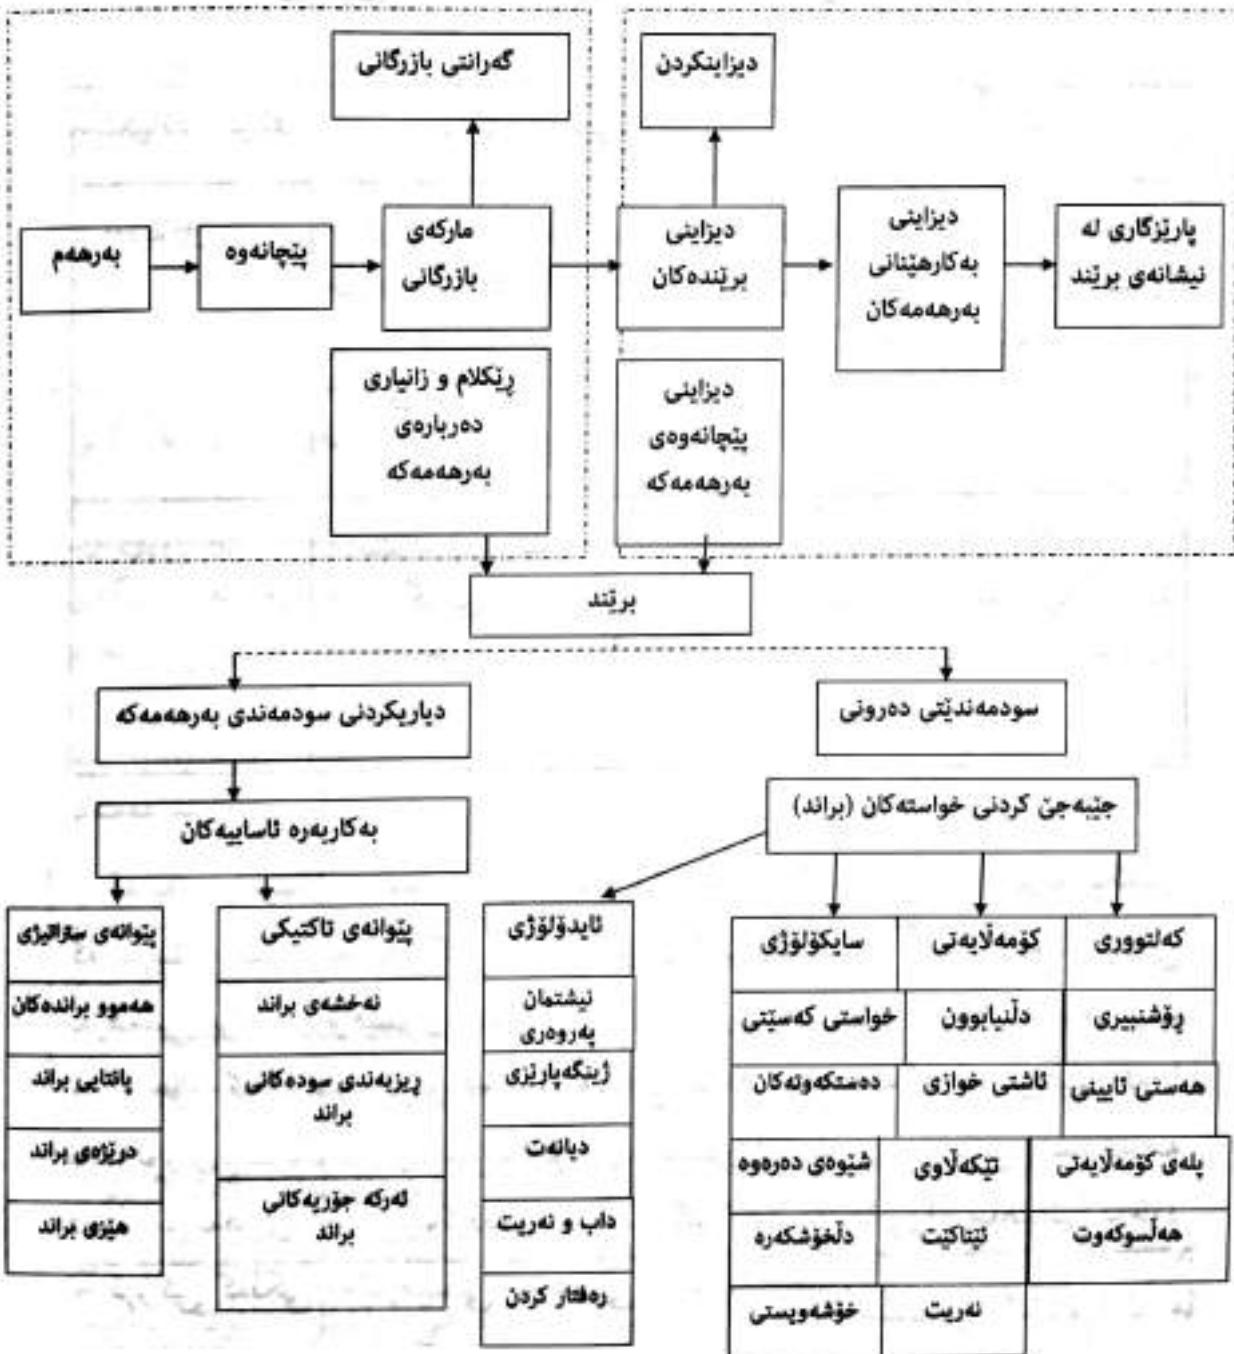 گەرانتی بازرگانی
دیزاینکردن
بەرهەم
پێچانەوە
مارکەی
بازرگانی
دیزاینی
برێندەکان
دیزاینی
بەکارهێنانی
بەرهەمەکان
پارێزگاری لە
نیشانەی برێند
ڕێکلام و زانیاری
دەربارەی
بەرهەمەکە
دیزاینی
پێچانەوەی
بەرهەمەکە
برێند
دیاریکردنی سودمەندی بەرهەمەکە
سودمەندێتی دەرونی
بەکاربەرە ئاساییەکان
جێبەجێ کردنی خواستەکان (براند)
پێوانەی ستراتیژی
هەموو براندەکان
پانتایی براند
درێژەی براند
هێزی براند
پێوانەی تاکتیکی
نەخشەی براند
ڕیزبەندی سودەکانی
براند
ئەرکە جۆریەکانی
براند
ئایدۆلۆژی
نیشتمان
پەروەری
ژینگەپارێزی
دیانەت
داب و نەریت
رەفتار کردن
سایکۆلۆژی
خواستی کەسێتی
دەستکەوتەکان
شێوەی دەرەوە
دڵخۆشکەرە
خۆشەویستی
کۆمەڵایەتی
دڵنیابوون
ئاشتی خوازی
تێکەڵاوی
ئێتاکێت
نەریت
کەلتووری
ڕۆشنبیری
هەستی ئایینی
پلەی کۆمەڵایەتی
هەڵسوکەوت